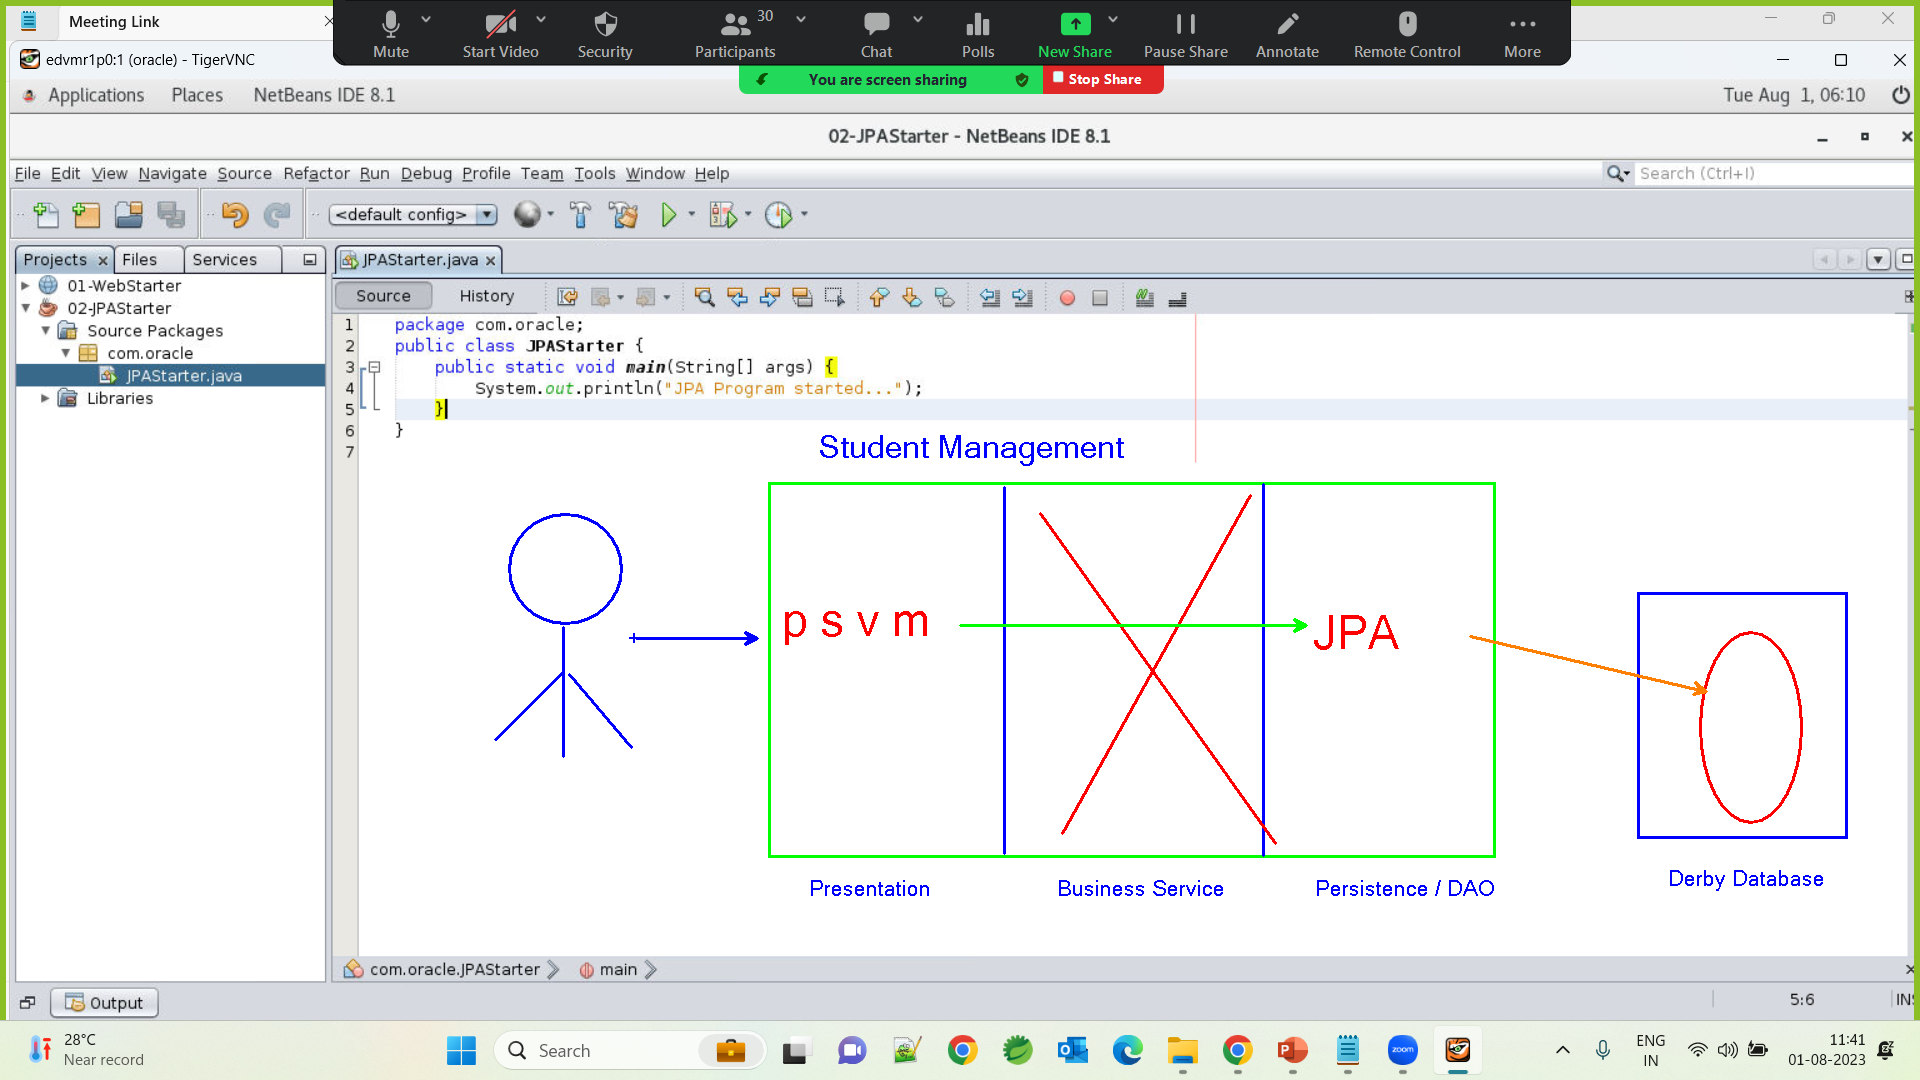 Meeting Link
30
Mute
Start Video
Security
Participants
Chat
Polls
New Share
Pause Share
Annotate
Remote Control
More
edvmr1p0:1 (oracle) - TigerVNC
You are screen sharing
Stop Share
Applications Places NetBeans IDE 8.1
Tue Aug 1, 06:10
02-JPAStarter - NetBeans IDE 8.1
File Edit View Navigate Source Refactor Run Debug Profile Team Tools Window Help
Search (Ctrl+I)
<default config>
Projects Files Services
JPAStarter.java
01-WebStarter
02-JPAStarter
Source Packages
com.oracle
JPAStarter.java
Libraries
Source History
1 package com.oracle;
2 public class JPAStarter {
3 public static void main(String[] args) {
4 System.out.println("JPA Program started...");
5 }
6 }
7
Student Management
p s v m
JPA
Presentation
Business Service
Persistence / DAO
Derby Database
com.oracle.JPAStarter main
Output
5:6
INS
28°C
Near record
Search
zoom
ENG
IN
11:41
01-08-2023